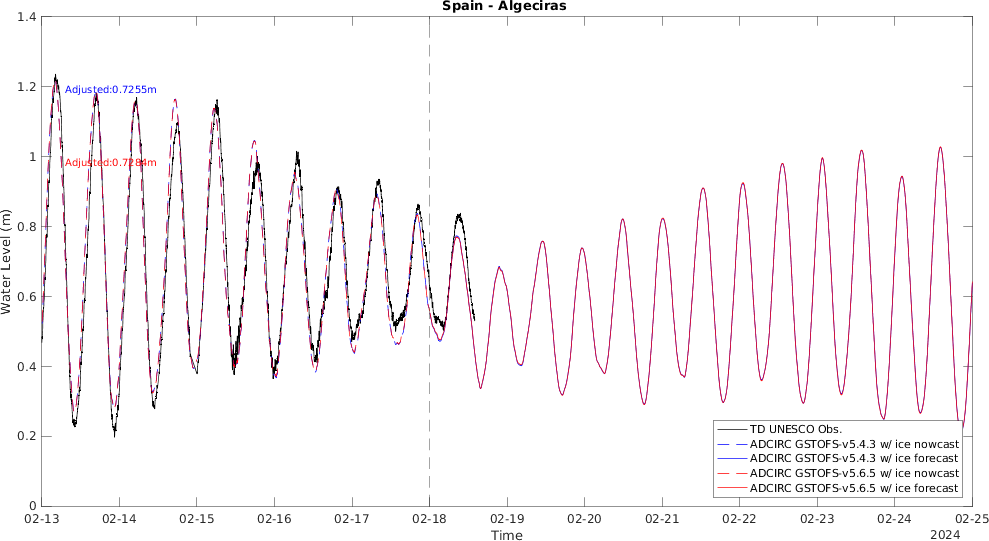 Spain - Algeciras
1.4
1.2
1
0.8
0.6
0.4
0.2
0
Water Level (m)
Adjusted:0.7255m
Adjusted:0.7284m
TD UNESCO Obs.
ADCIRC GSTOFS-v5.4.3 w/ ice nowcast
ADCIRC GSTOFS-v5.4.3 w/ ice forecast
ADCIRC GSTOFS-v5.6.5 w/ ice nowcast
ADCIRC GSTOFS-v5.6.5 w/ ice forecast
02-13 02-14 02-15 02-16 02-17 02-18 02-19 02-20 02-21 02-22 02-23 02-24 02-25
Time
2024